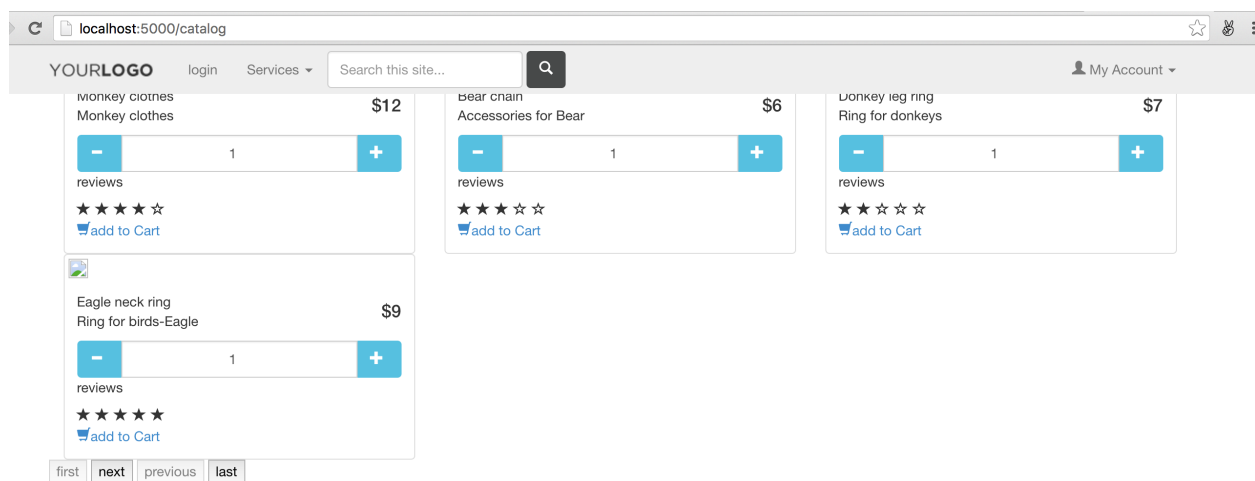 localhost:5000/catalog
YOURLOGO login Services Search this site... My Account
Monkey clothes
Monkey clothes
$12
1
reviews
add to Cart
Bear chain
Accessories for Bear
$6
1
reviews
add to Cart
Donkey leg ring
Ring for donkeys
$7
1
reviews
add to Cart
Eagle neck ring
Ring for birds-Eagle
$9
1
reviews
add to Cart
first next previous last